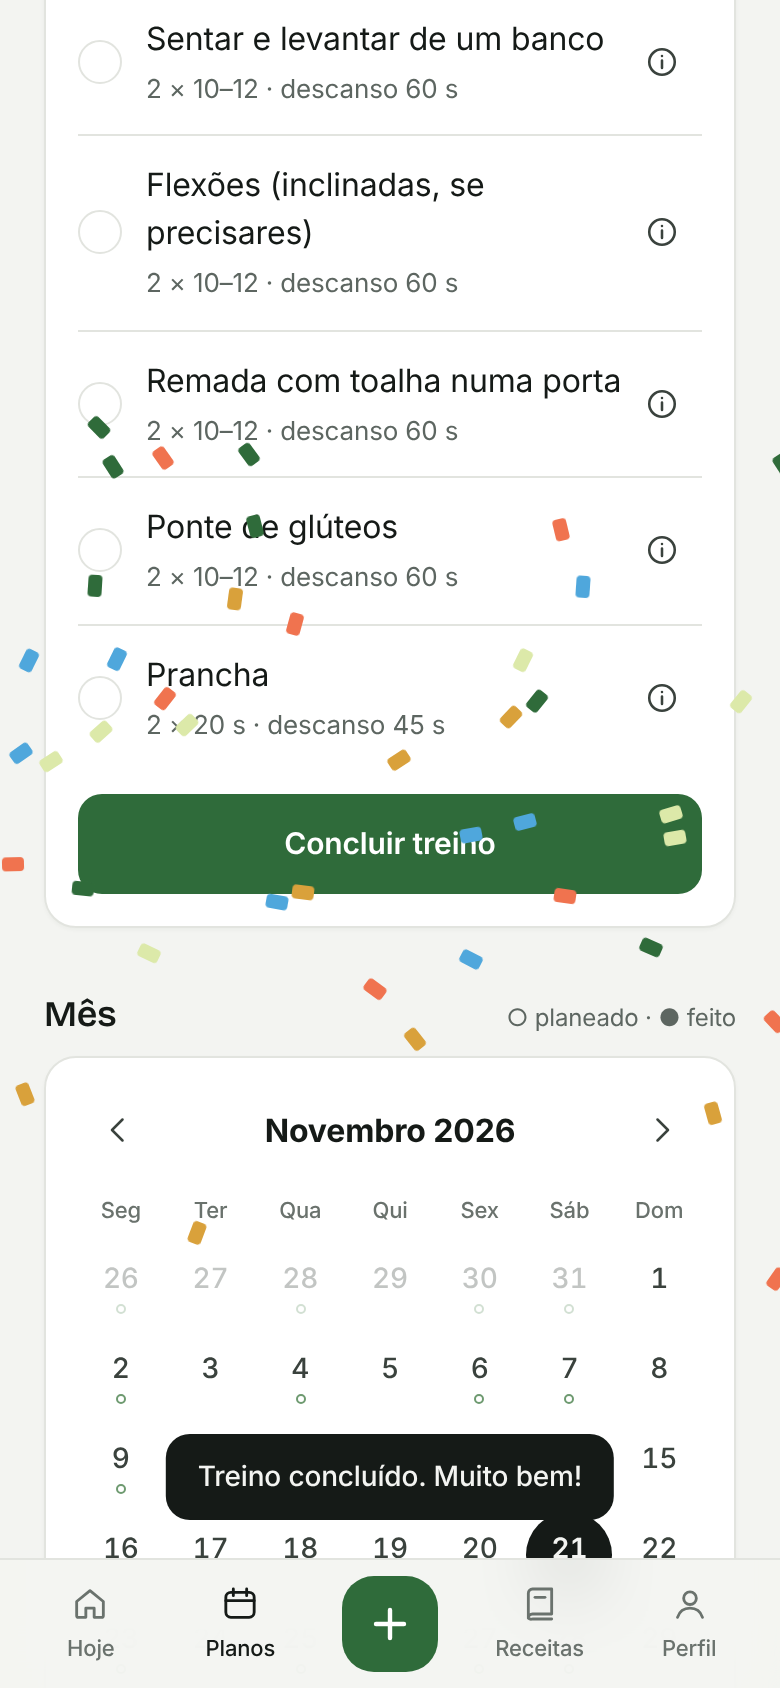 Sentar e levantar de um banco
2 × 10–12 · descanso 60 s
Flexões (inclinadas, se
precisares)
2 × 10–12 · descanso 60 s
Remada com toalha numa porta
2 × 10–12 · descanso 60 s
Ponte de glúteos
2 × 10–12 · descanso 60 s
Prancha
2 × 20 s · descanso 45 s
Concluir treino
Mês
planeado · feito
Novembro 2026
Seg Ter Qua Qui Sex Sáb Dom
26 27 28 29 30 31 1
2 3 4 5 6 7 8
9 15
Treino concluído. Muito bem!
16 17 18 19 20 21 22
Hoje Planos Receitas Perfil